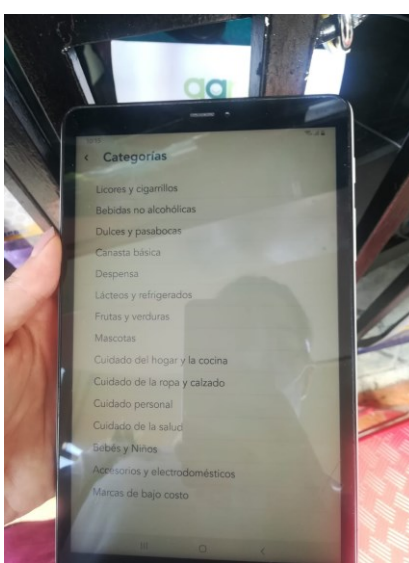 Categorías
Licores y cigarrillos
Bebidas no alcohólicas
Dulces y pasabocas
Canasta básica
Despensa
Lácteos y refrigerados
Frutas y verduras
Mascotas
Cuidado del hogar y la cocina
Cuidado de la ropa y calzado
Cuidado personal
Cuidado de la salud
Bebés y Niños
Accesorios y electrodomésticos
Marcas de bajo costo